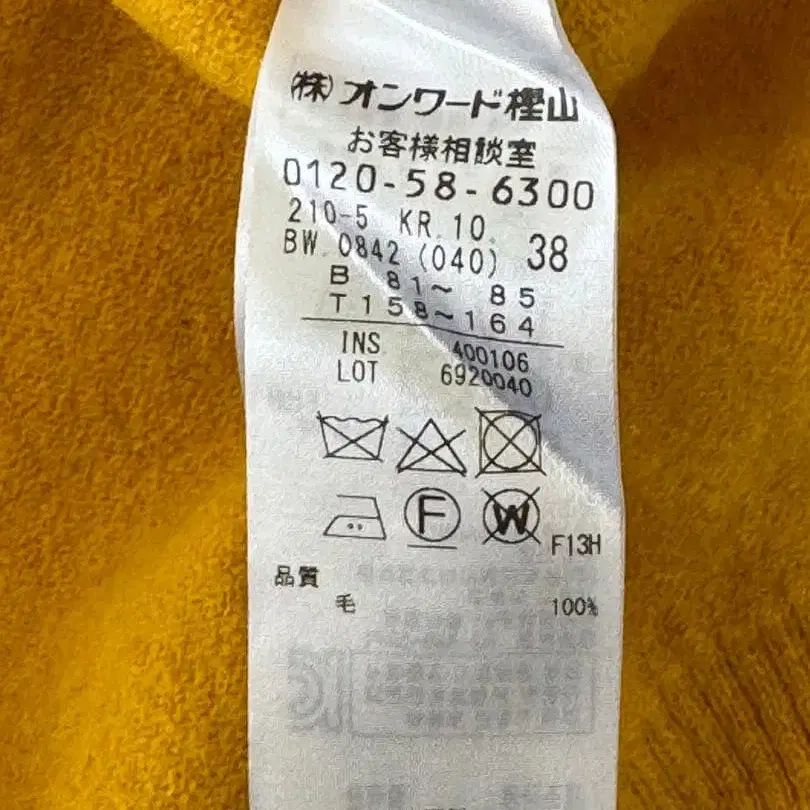 ㈱オンワード樫山
お客様相談室
0120-58-6300
210-5 KR.10.
BW.0842 (040) 38
B 81～ 85
T158～164
INS 400106
LOT 6920040
F
W
F13H
品質
毛 100%